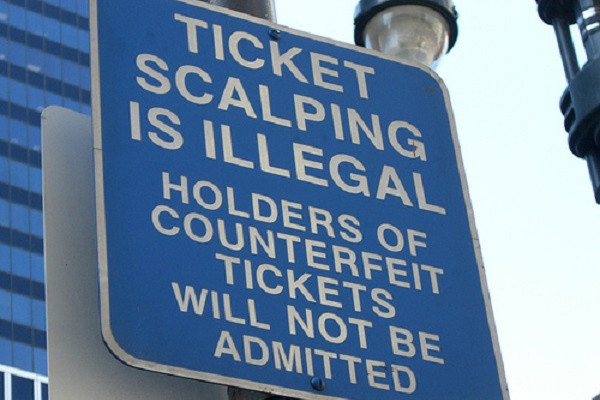 TICKET
SCALPING
IS ILLEGAL
HOLDERS OF
COUNTERFEIT
TICKETS
WILL NOT BE
ADMITTED